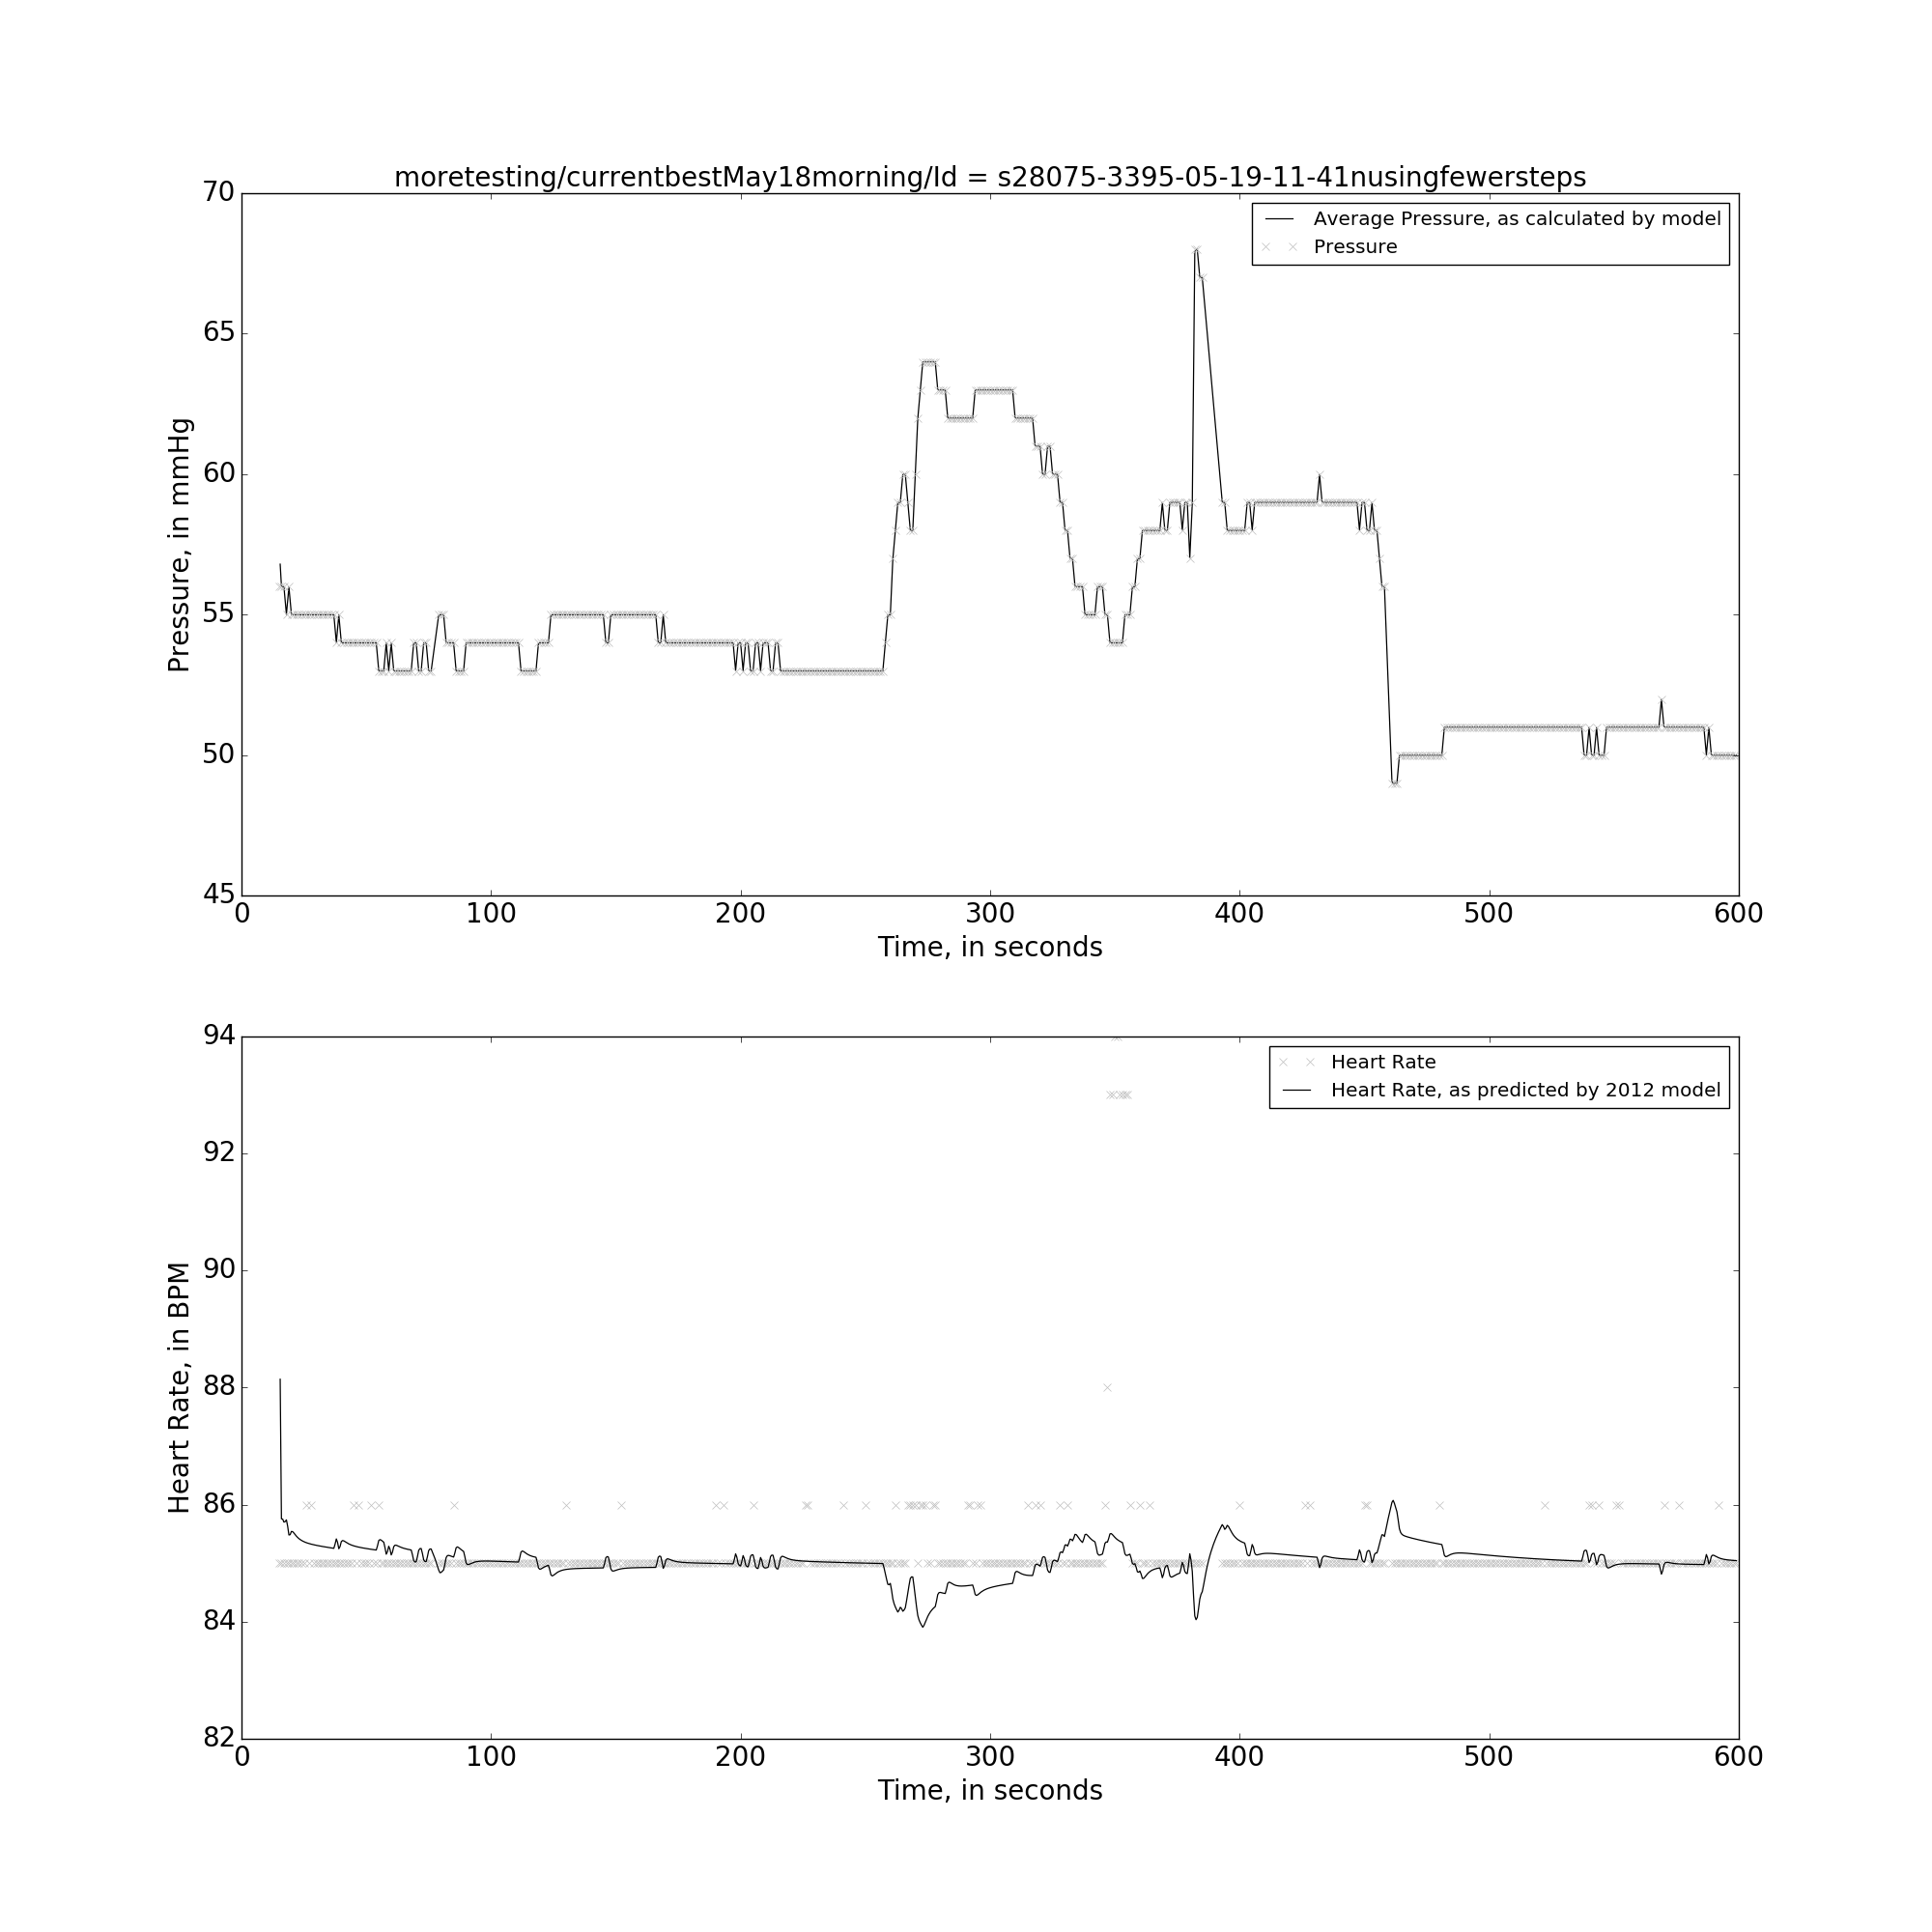 moretesting/currentbestMay18morning/Id = s28075-3395-05-19-11-41nusingfewersteps
70
65
60
55
50
45
Pressure, in mmHg
Average Pressure, as calculated by model
Pressure
0 100 200 300 400 500 600
Time, in seconds
94
92
90
88
86
84
82
Heart Rate, in BPM
Heart Rate
Heart Rate, as predicted by 2012 model
0 100 200 300 400 500 600
Time, in seconds